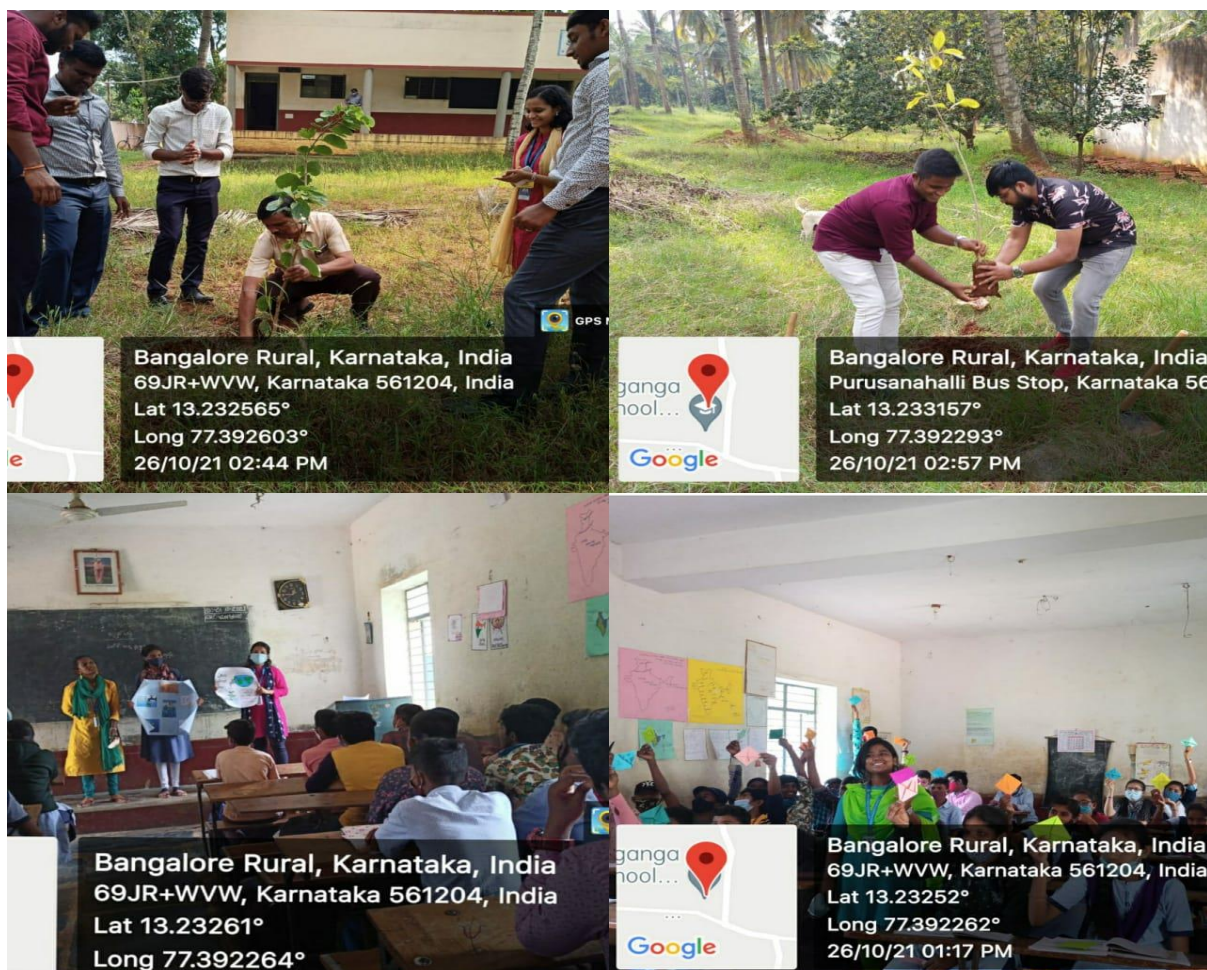 GPS
Bangalore Rural, Karnataka, India
69JR+WVW, Karnataka 561204, India
Lat 13.232565°
Long 77.392603°
26/10/21 02:44 PM
ganga
Google
Bangalore Rural, Karnataka, India
Purusanahalli Bus Stop, Karnataka 56
Lat 13.233157°
Long 77.392293°
26/10/21 02:57 PM
Bangalore Rural, Karnataka, India
69JR+WVW, Karnataka 561204, India
Lat 13.23261°
Long 77.392264°
ganga
Google
Bangalore Rural, Karnataka, India
69JR+WVW, Karnataka 561204, India
Lat 13.23252°
Long 77.392262°
26/10/21 01:17 PM